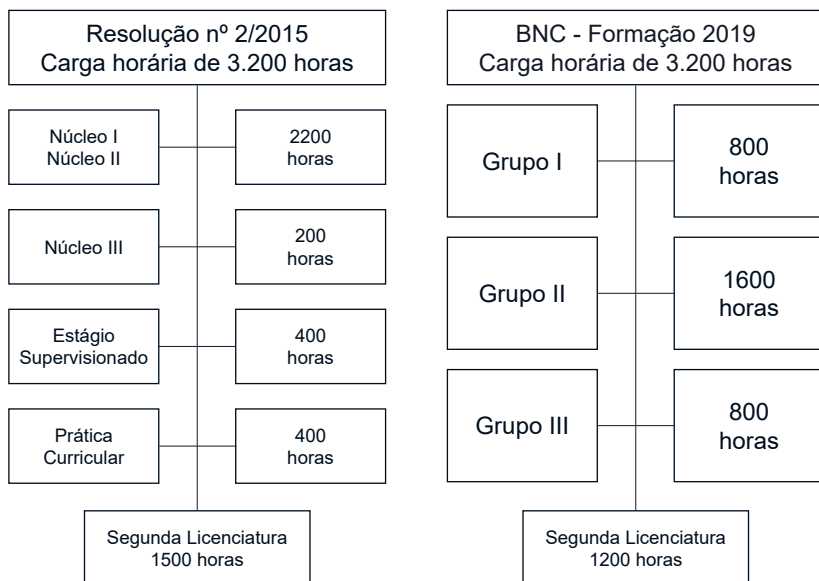 Resolução nº 2/2015
Carga horária de 3.200 horas
Núcleo I
Núcleo II
2200
horas
Núcleo III
200
horas
Estágio
Supervisionado
400
horas
Prática
Curricular
400
horas
Segunda Licenciatura
1500 horas
BNC - Formação 2019
Carga horária de 3.200 horas
Grupo I
800
horas
Grupo II
1600
horas
Grupo III
800
horas
Segunda Licenciatura
1200 horas